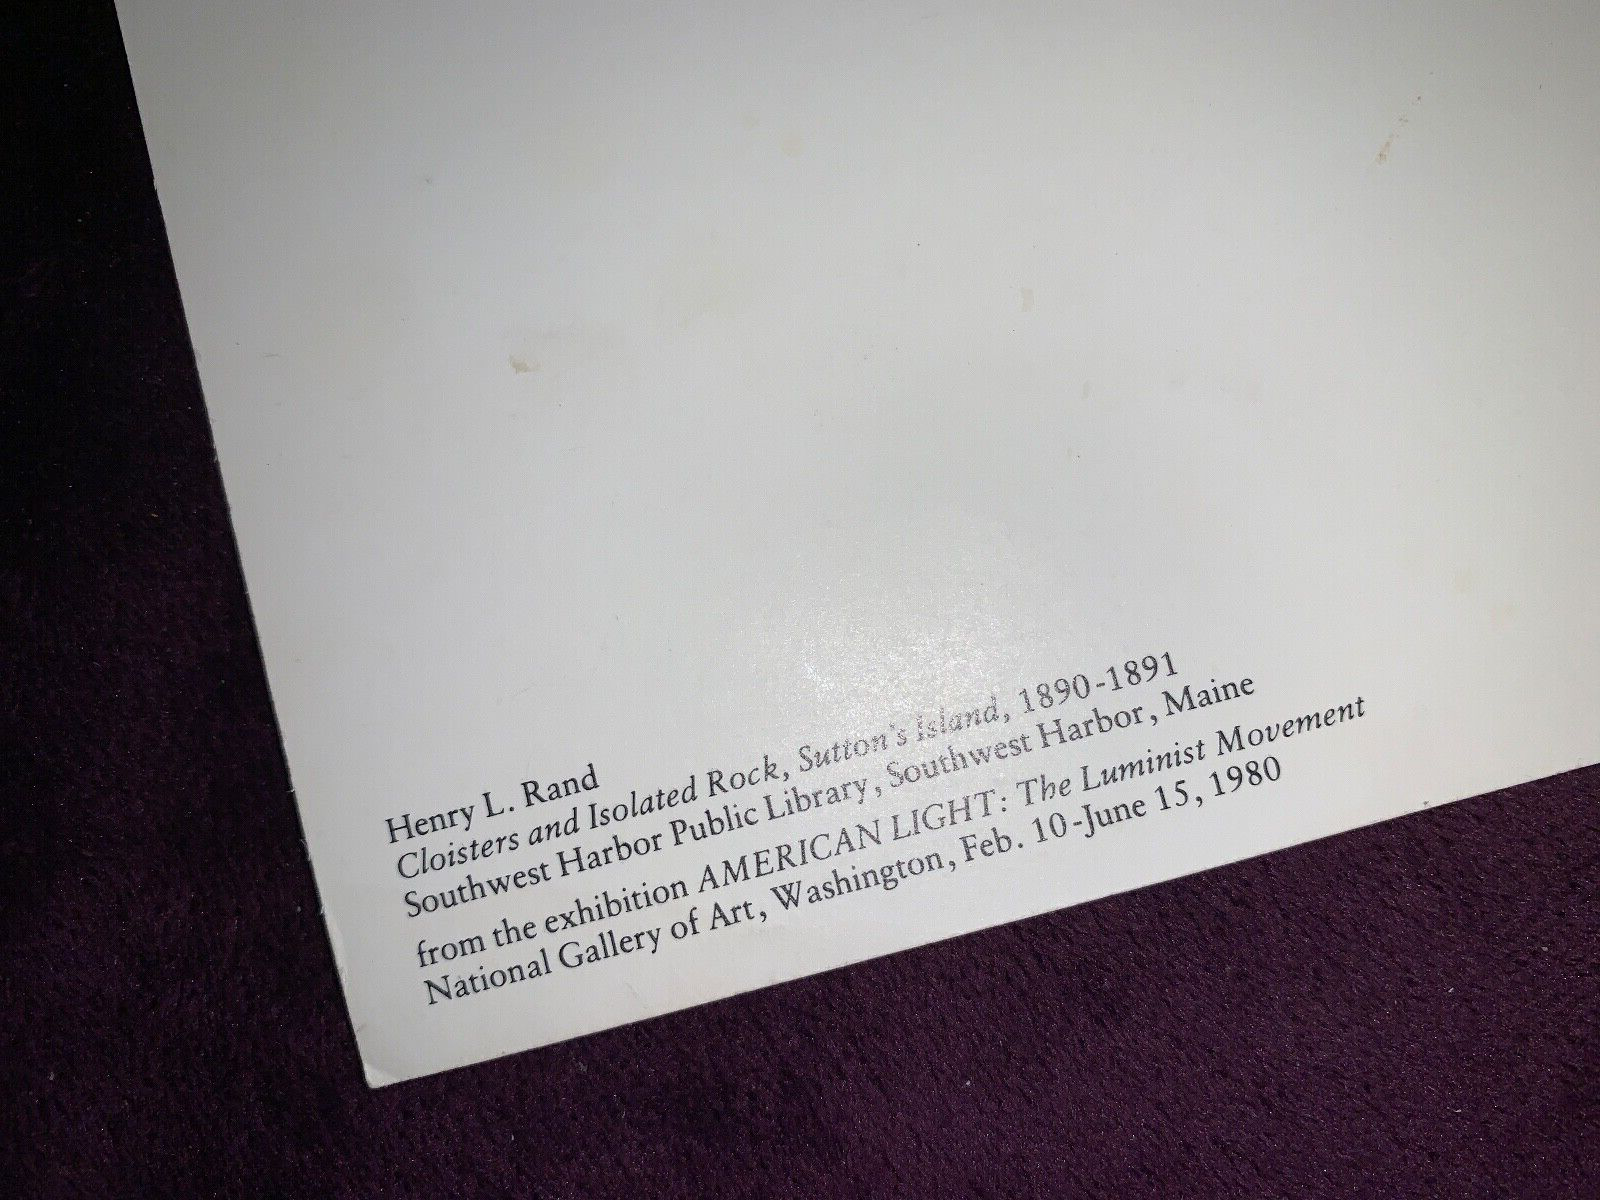 Henry L. Rand
Cloisters and Isolated Rock, Sutton's Island, 1890-1891
Southwest Harbor Public Library, Southwest Harbor, Maine
from the exhibition AMERICAN LIGHT: The Luminist Movement
National Gallery of Art, Washington, Feb. 10-June 15, 1980